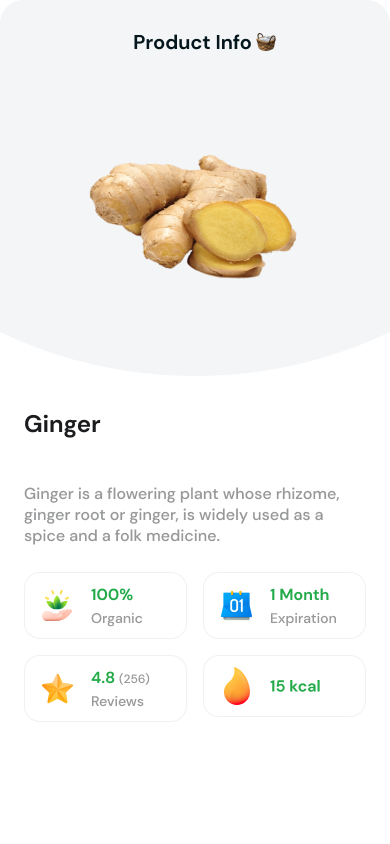 Product Info
Ginger
Ginger is a flowering plant whose rhizome,
ginger root or ginger, is widely used as a
spice and a folk medicine.
100%
Organic
01
1 Month
Expiration
4.8 (256)
Reviews
15 kcal